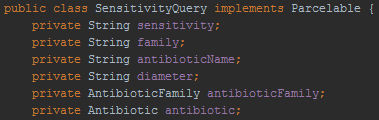 public class SensitivityQuery implements Parcelable {
    private String sensitivity;
    private String family;
    private String antibioticName;
    private String diameter;
    private AntibioticFamily antibioticFamily;
    private Antibiotic antibiotic;